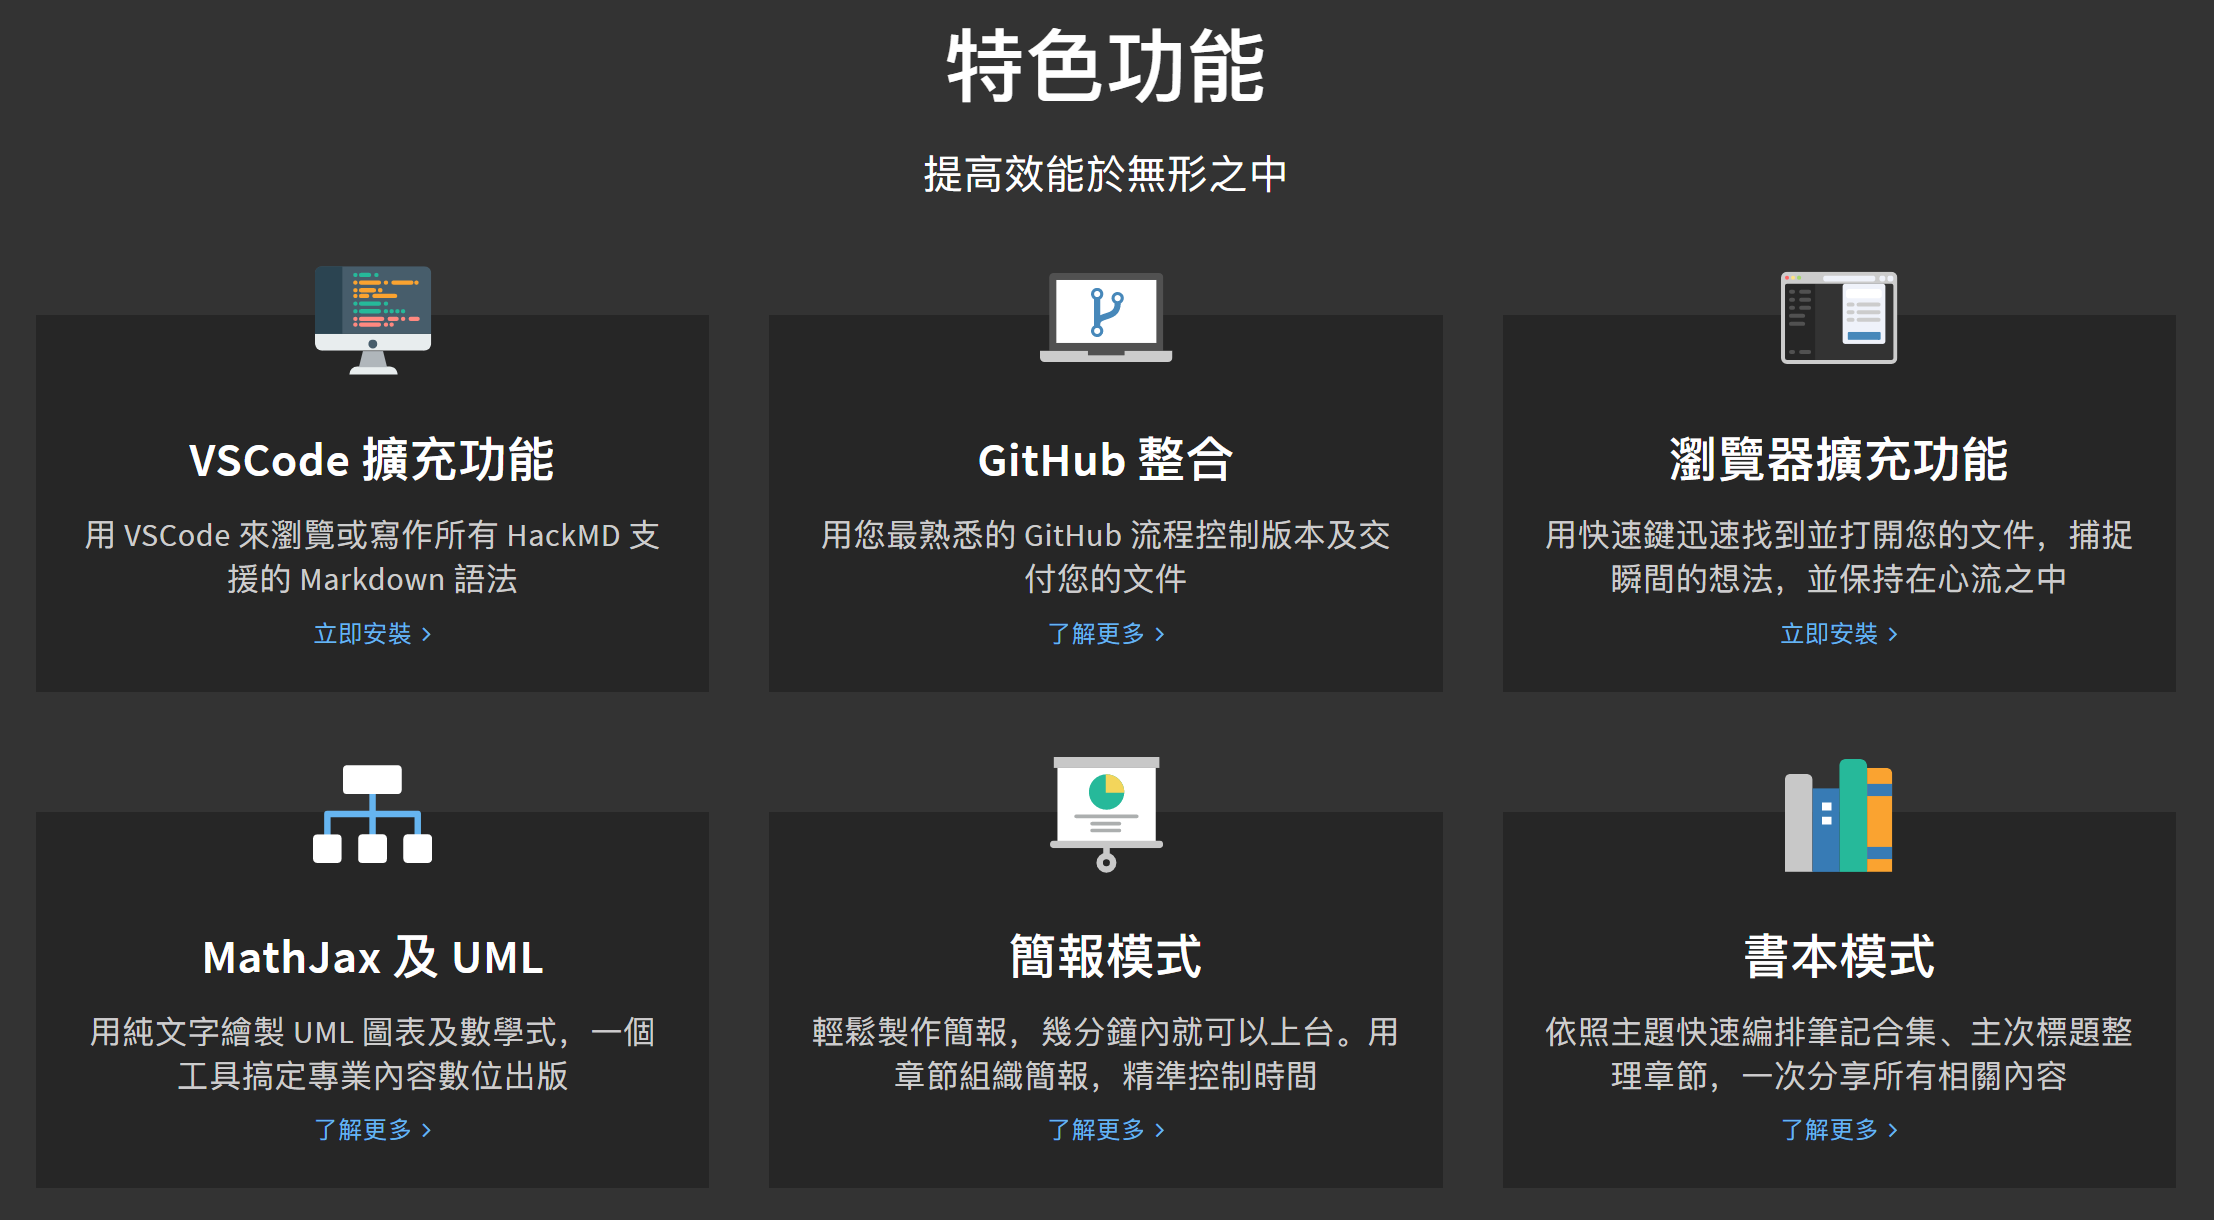 特色功能
提高效能於無形之中
VSCode 擴充功能
用 VSCode 來瀏覽或寫作所有 HackMD 支
援的 Markdown 語法
立即安裝 >
GitHub 整合
用您最熟悉的 GitHub 流程控制版本及交
付您的文件
了解更多 >
瀏覽器擴充功能
用快速鍵迅速找到並打開您的文件，捕捉
瞬間的想法，並保持在心流之中
立即安裝 >
MathJax 及 UML
用純文字繪製 UML 圖表及數學式，一個
工具搞定專業內容數位出版
了解更多 >
簡報模式
輕鬆製作簡報，幾分鐘內就可以上台。用
章節組織簡報，精準控制時間
了解更多 >
書本模式
依照主題快速編排筆記合集、主次標題整
理章節，一次分享所有相關內容
了解更多 >